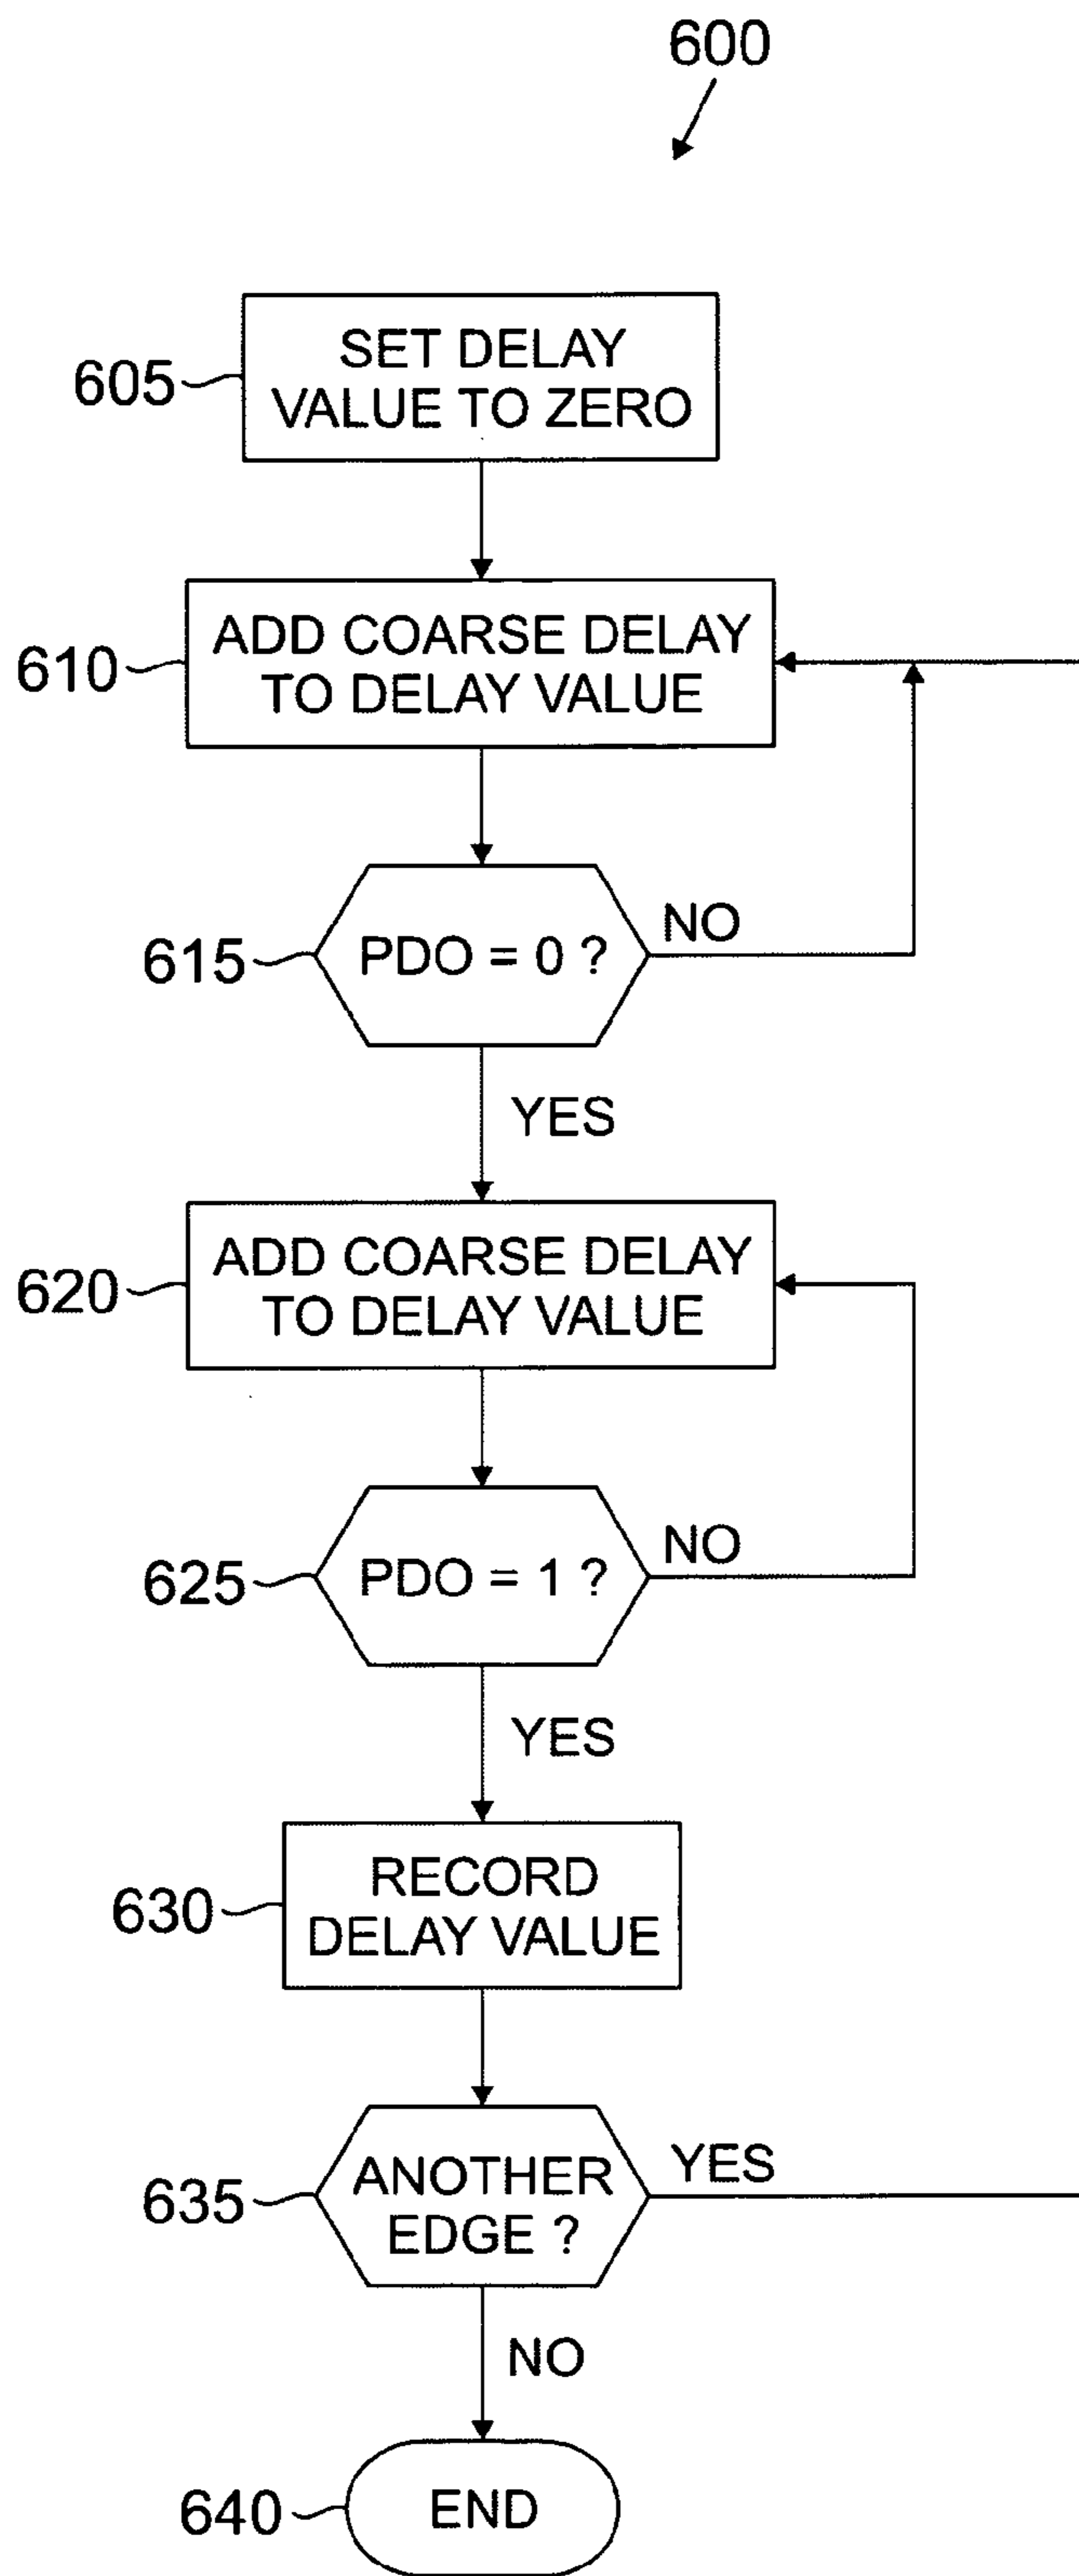 600
605
SET DELAY
VALUE TO ZERO
610
ADD COARSE DELAY
TO DELAY VALUE
615
PDO = 0 ?
NO
YES
620
ADD COARSE DELAY
TO DELAY VALUE
625
PDO = 1 ?
NO
YES
630
RECORD
DELAY VALUE
635
ANOTHER
EDGE ?
YES
NO
640
END